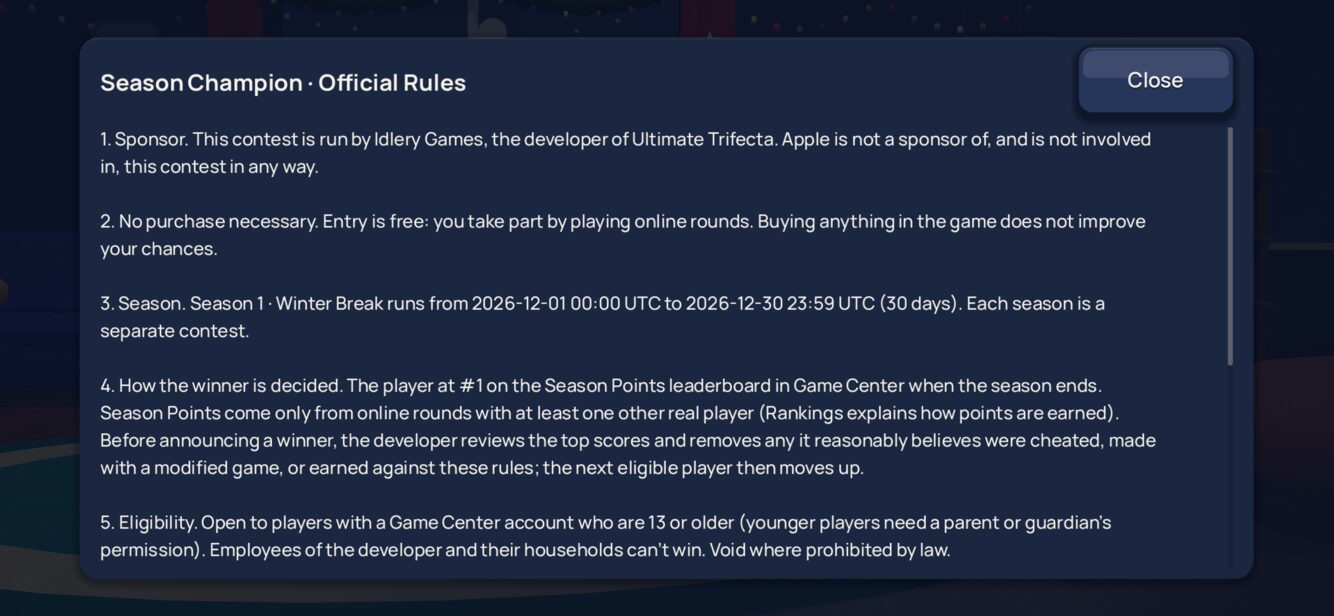 Season Champion · Official Rules
Close
1. Sponsor. This contest is run by Idlery Games, the developer of Ultimate Trifecta. Apple is not a sponsor of, and is not involved
in, this contest in any way.
2. No purchase necessary. Entry is free: you take part by playing online rounds. Buying anything in the game does not improve
your chances.
3. Season. Season 1 · Winter Break runs from 2026-12-01 00:00 UTC to 2026-12-30 23:59 UTC (30 days). Each season is a
separate contest.
4. How the winner is decided. The player at #1 on the Season Points leaderboard in Game Center when the season ends.
Season Points come only from online rounds with at least one other real player (Rankings explains how points are earned).
Before announcing a winner, the developer reviews the top scores and removes any it reasonably believes were cheated, made
with a modified game, or earned against these rules; the next eligible player then moves up.
5. Eligibility. Open to players with a Game Center account who are 13 or older (younger players need a parent or guardian’s
permission). Employees of the developer and their households can’t win. Void where prohibited by law.